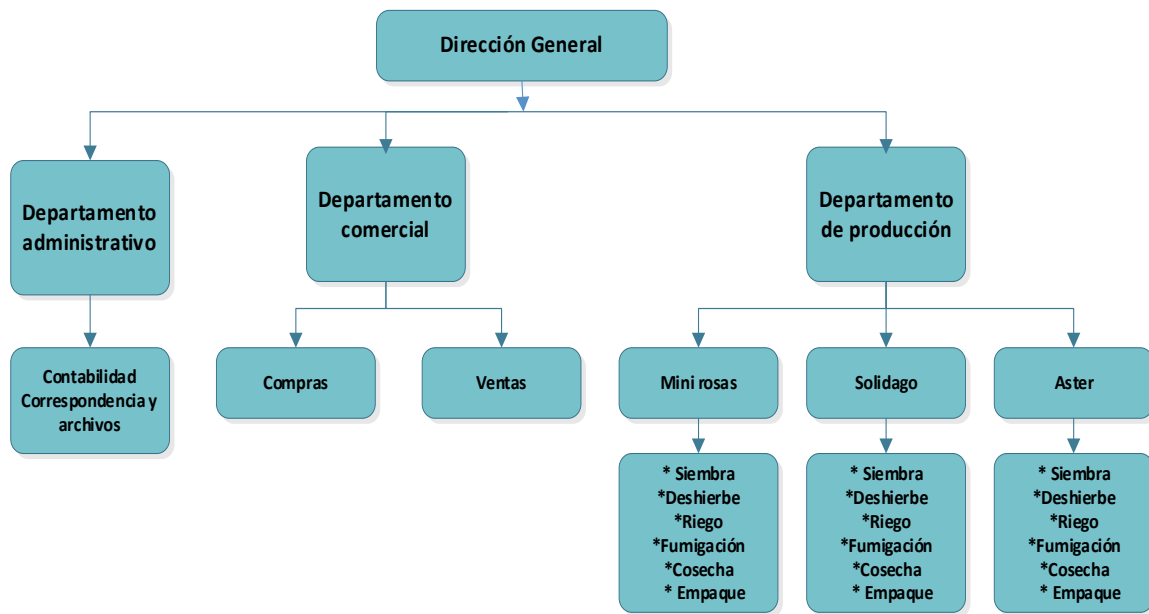 Dirección General
Departamento
administrativo
Departamento
comercial
Departamento
de producción
Contabilidad
Correspondencia y
archivos
Compras
Ventas
Mini rosas
Solidago
Aster
* Siembra
*Deshierbe
*Riego
*Fumigación
*Cosecha
* Empaque
* Siembra
*Deshierbe
*Riego
*Fumigación
*Cosecha
* Empaque
* Siembra
*Deshierbe
*Riego
*Fumigación
*Cosecha
* Empaque